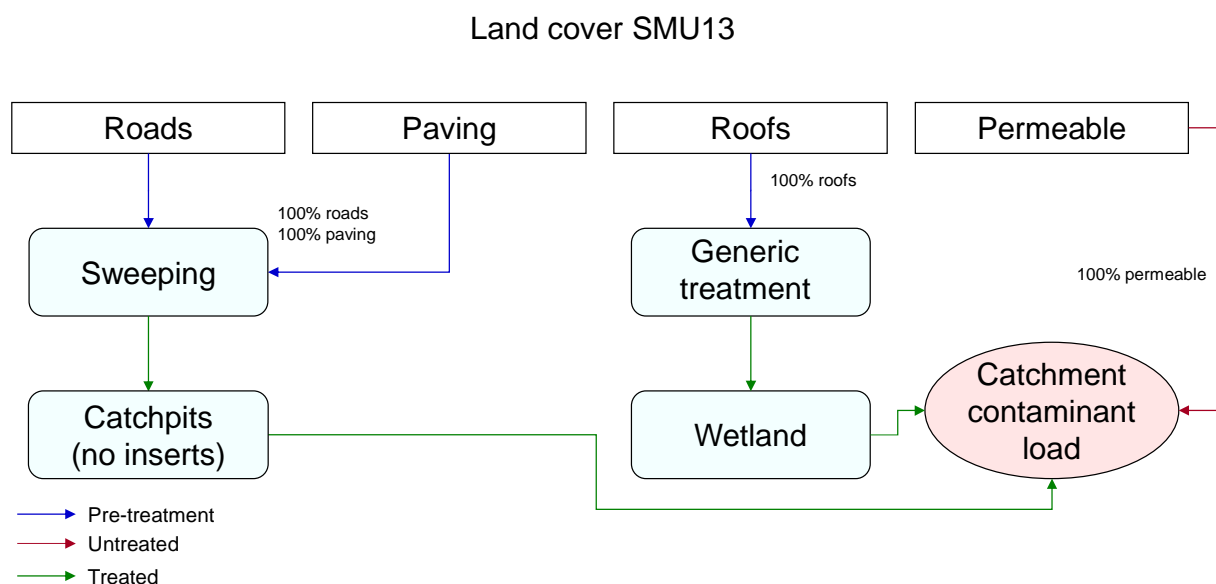 Land cover SMU13
Roads
Paving
Roofs
Permeable
100% roofs
100% roads
100% paving
Sweeping
Generic
treatment
100% permeable
Catchpits
(no inserts)
Wetland
Catchment
contaminant
load
Pre-treatment
Untreated
Treated